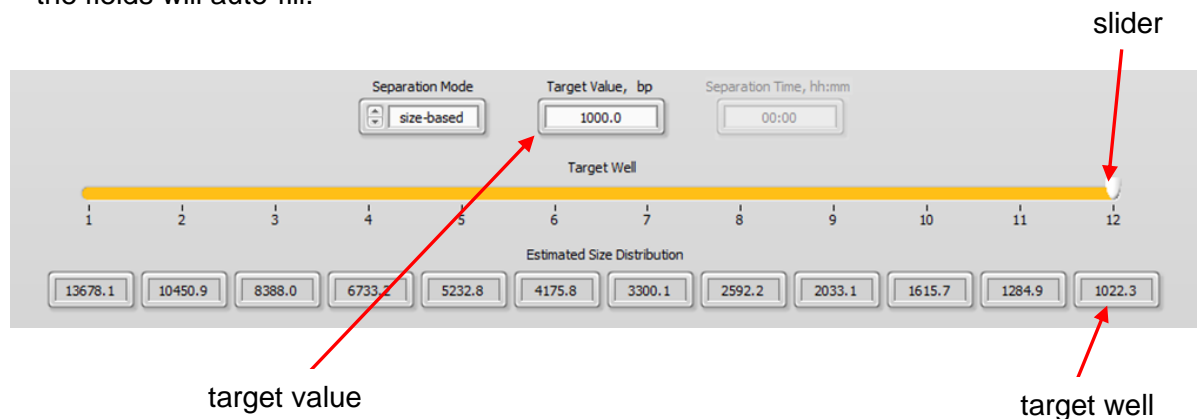 the fields will auto-fill.
slider
Separation Mode Target Value, bp Separation Time, hh:mm
size-based 1000.0 00:00
Target Well
1 2 3 4 5 6 7 8 9 10 11 12
Estimated Size Distribution
13678.1 10450.9 8388.0 6733.2 5232.8 4175.8 3300.1 2592.2 2033.1 1615.7 1284.9 1022.3
target value target well